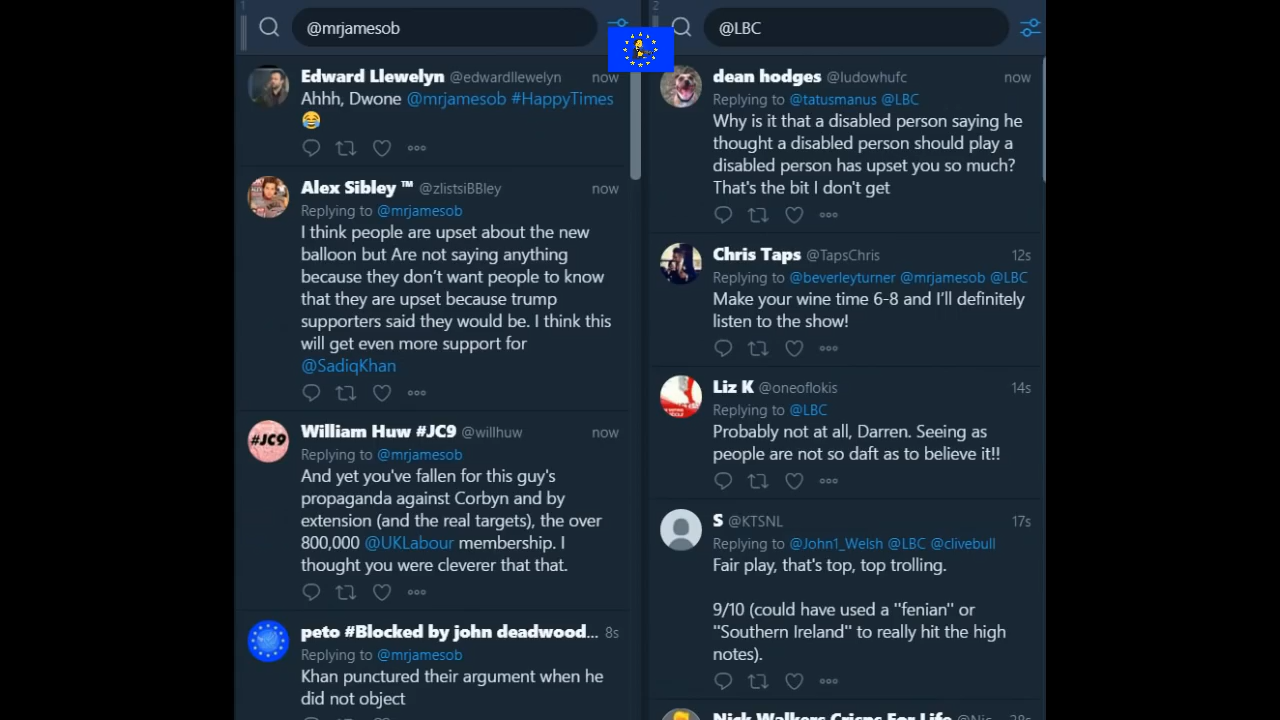 1
@mrjamesob
Edward Llewelyn @edwardllewelyn now
Ahhh, Dwone @mrjamesob #HappyTimes
😂
Alex Sibley ™ @zlistsiBBley now
Replying to @mrjamesob
I think people are upset about the new
balloon but Are not saying anything
because they don’t want people to know
that they are upset because trump
supporters said they would be. I think this
will get even more support for
@SadiqKhan
#JC9
William Huw #JC9 @willhuw now
Replying to @mrjamesob
And yet you've fallen for this guy's
propaganda against Corbyn and by
extension (and the real targets), the over
800,000 @UKLabour membership. I
thought you were cleverer that that.
peto #Blocked by john deadwood... 8s
Replying to @mrjamesob
Khan punctured their argument when he
did not object
2
@LBC
dean hodges @ludowhufc now
Replying to @tatusmanus @LBC
Why is it that a disabled person saying he
thought a disabled person should play a
disabled person has upset you so much?
That's the bit I don't get
Chris Taps @TapsChris 12s
Replying to @beverleyturner @mrjamesob @LBC
Make your wine time 6-8 and I’ll definitely
listen to the show!
Liz K @oneoflokis 14s
Replying to @LBC
Probably not at all, Darren. Seeing as
people are not so daft as to believe it!!
S @KTSNL 17s
Replying to @John1_Welsh @LBC @clivebull
Fair play, that's top, top trolling.
9/10 (could have used a "fenian" or
"Southern Ireland" to really hit the high
notes).
Nick Walkers Crisps For Life @Nic... 28s